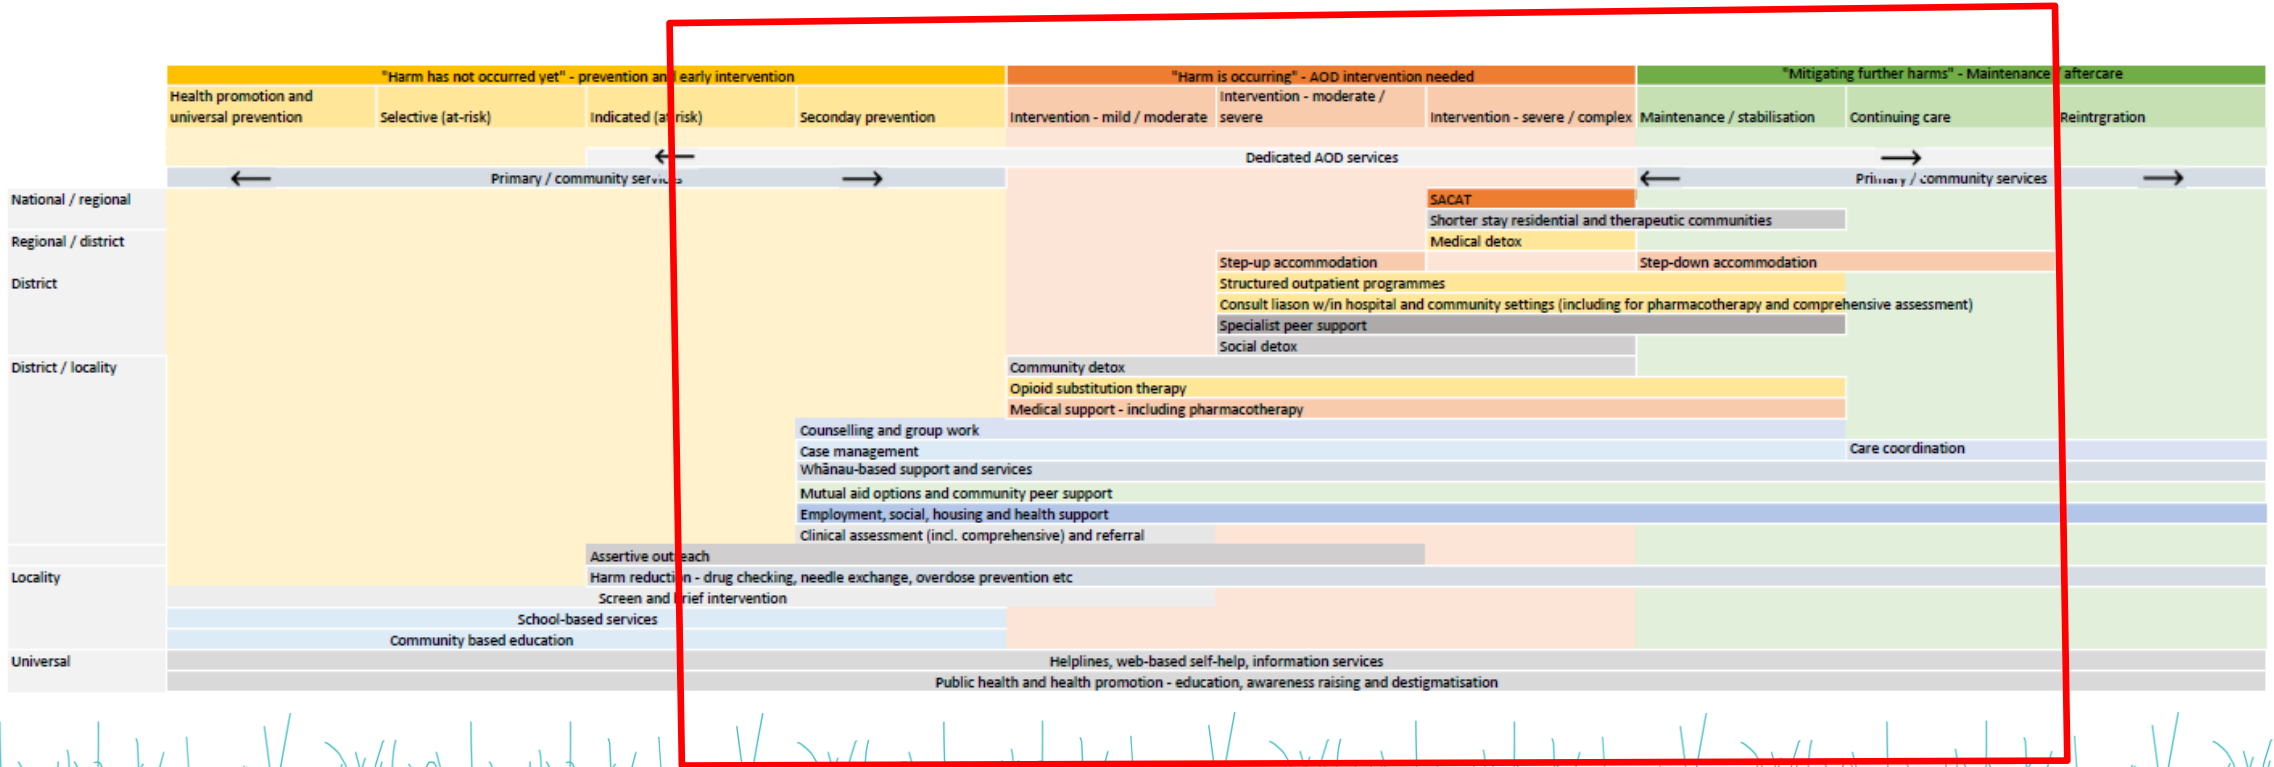 "Harm has not occurred yet" - prevention and early intervention
"Harm is occurring" - AOD intervention needed
"Mitigating further harms" - Maintenance / aftercare
Health promotion and
universal prevention
Selective (at-risk)
Indicated (at-risk)
Seconday prevention
Intervention - mild / moderate
Intervention - moderate /
severe
Intervention - severe / complex
Maintenance / stabilisation
Continuing care
Reintrgration
Dedicated AOD services
Primary / community services
Primary / community services
National / regional
SACAT
Shorter stay residential and therapeutic communities
Regional / district
Medical detox
Step-up accommodation
Step-down accommodation
District
Structured outpatient programmes
Consult liason w/in hospital and community settings (including for pharmacotherapy and comprehensive assessment)
Specialist peer support
Social detox
District / locality
Community detox
Opioid substitution therapy
Medical support - including pharmacotherapy
Counselling and group work
Case management
Care coordination
Whānau-based support and services
Mutual aid options and community peer support
Employment, social, housing and health support
Clinical assessment (incl. comprehensive) and referral
Assertive outreach
Locality
Harm reduction - drug checking, needle exchange, overdose prevention etc
Screen and brief intervention
School-based services
Community based education
Universal
Helplines, web-based self-help, information services
Public health and health promotion - education, awareness raising and destigmatisation